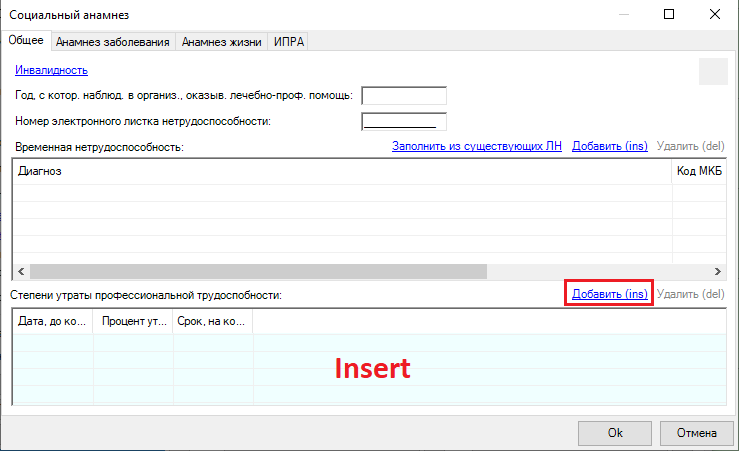 Социальный анамнез
Общее Анамнез заболевания Анамнез жизни ИПРА
Инвалидность
Год, с котор. наблюд. в организ., оказыв. лечебно-проф. помощь:
Номер электронного листка нетрудоспособности:
Временная нетрудоспособность: Заполнить из существующих ЛН Добавить (ins) Удалить (del)
Диагноз Код МКБ
Степени утраты профессиональной трудоспобности: Добавить (ins) Удалить (del)
Дата, до ко... Процент ут... Срок, на ко...
Insert
Ok Отмена